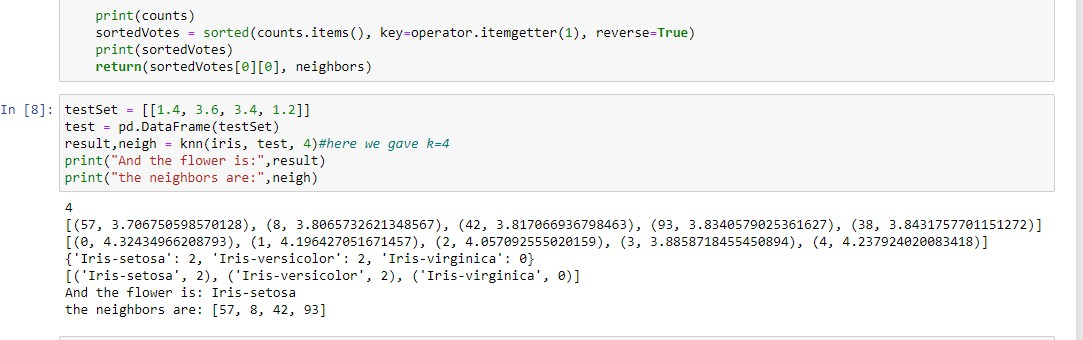 print(counts)
sortedVotes = sorted(counts.items(), key=operator.itemgetter(1), reverse=True)
print(sortedVotes)
return(sortedVotes[0][0], neighbors)
In [8]: testSet = [[1.4, 3.6, 3.4, 1.2]]
test = pd.DataFrame(testSet)
result,neigh = knn(iris, test, 4)#here we gave k=4
print("And the flower is:",result)
print("the neighbors are:",neigh)
4
[(57, 3.706750598570128), (8, 3.8065732621348567), (42, 3.817066936798463), (93, 3.8340579025361627), (38, 3.8431757701151272)]
[(0, 4.32434966208793), (1, 4.196427051671457), (2, 4.057092555020159), (3, 3.8858718455450894), (4, 4.237924020083418)]
{'Iris-setosa': 2, 'Iris-versicolor': 2, 'Iris-virginica': 0}
[('Iris-setosa', 2), ('Iris-versicolor', 2), ('Iris-virginica', 0)]
And the flower is: Iris-setosa
the neighbors are: [57, 8, 42, 93]